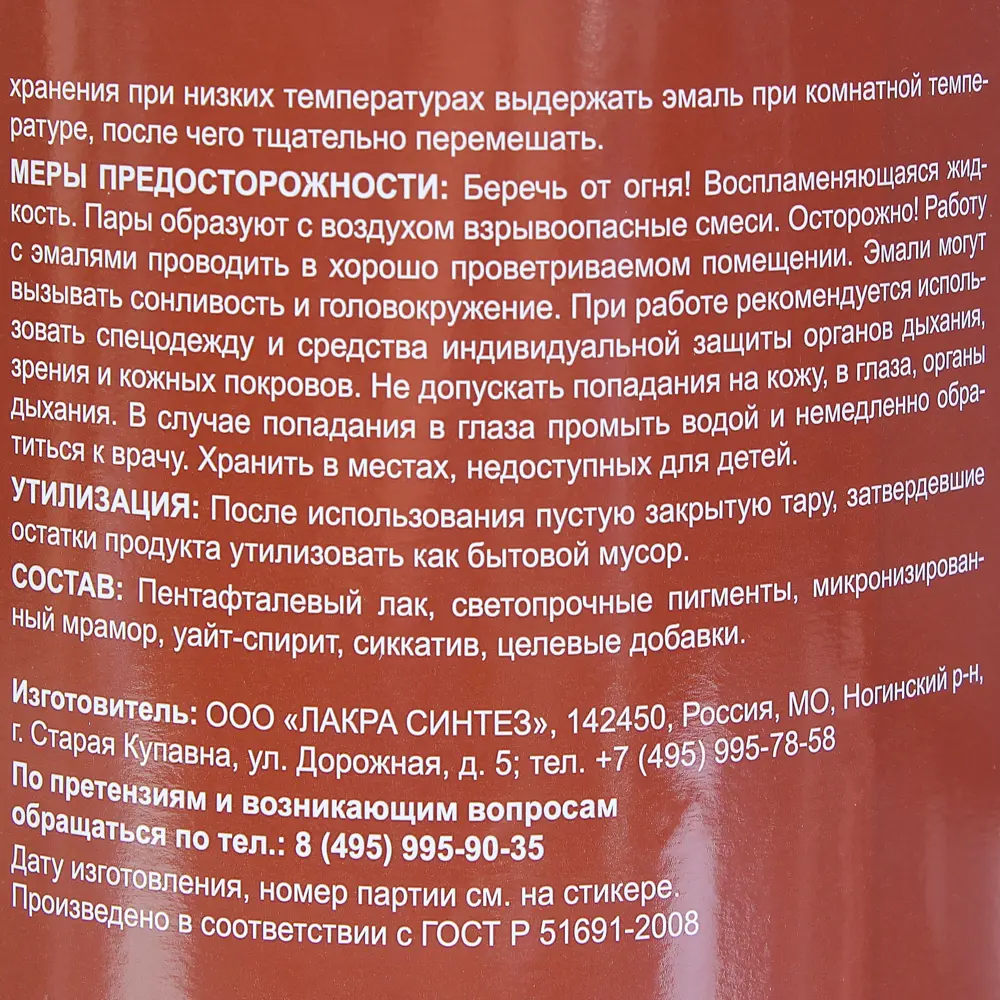 хранения при низких температурах выдержать эмаль при комнатной темпе-
ратуре, после чего тщательно перемешать.
МЕРЫ ПРЕДОСТОРОЖНОСТИ: Беречь от огня! Воспламеняющаяся жид-
кость. Пары образуют с воздухом взрывоопасные смеси. Осторожно! Работу
с эмалями проводить в хорошо проветриваемом помещении. Эмали могут
вызывать сонливость и головокружение. При работе рекомендуется исполь-
зовать спецодежду и средства индивидуальной защиты органов дыхания,
зрения и кожных покровов. Не допускать попадания на кожу, в глаза, органы
дыхания. В случае попадания в глаза промыть водой и немедленно обра-
титься к врачу. Хранить в местах, недоступных для детей.
УТИЛИЗАЦИЯ: После использования пустую закрытую тару, затвердевшие
остатки продукта утилизовать как бытовой мусор.
СОСТАВ: Пентафталевый лак, светопрочные пигменты, микронизирован-
ный мрамор, уайт-спирит, сиккатив, целевые добавки.
Изготовитель: ООО «ЛАКРА СИНТЕЗ», 142450, Россия, МО, Ногинский р-н,
г. Старая Купавна, ул. Дорожная, д. 5; тел. +7 (495) 995-78-58
По претензиям и возникающим вопросам
обращаться по тел.: 8 (495) 995-90-35
Дату изготовления, номер партии см. на стикере.
Произведено в соответствии с ГОСТ Р 51691-2008